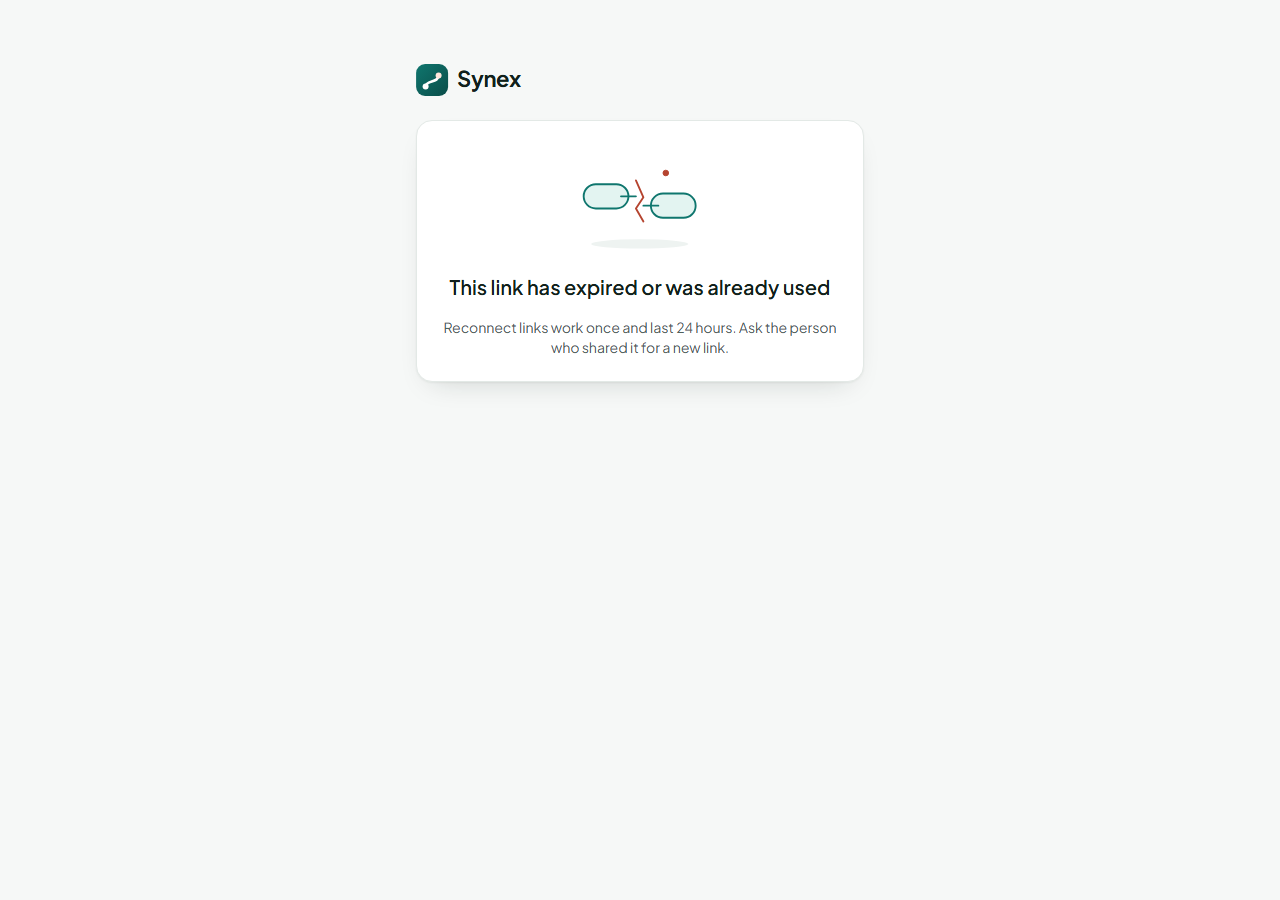 Synex
This link has expired or was already used
Reconnect links work once and last 24 hours. Ask the person
who shared it for a new link.